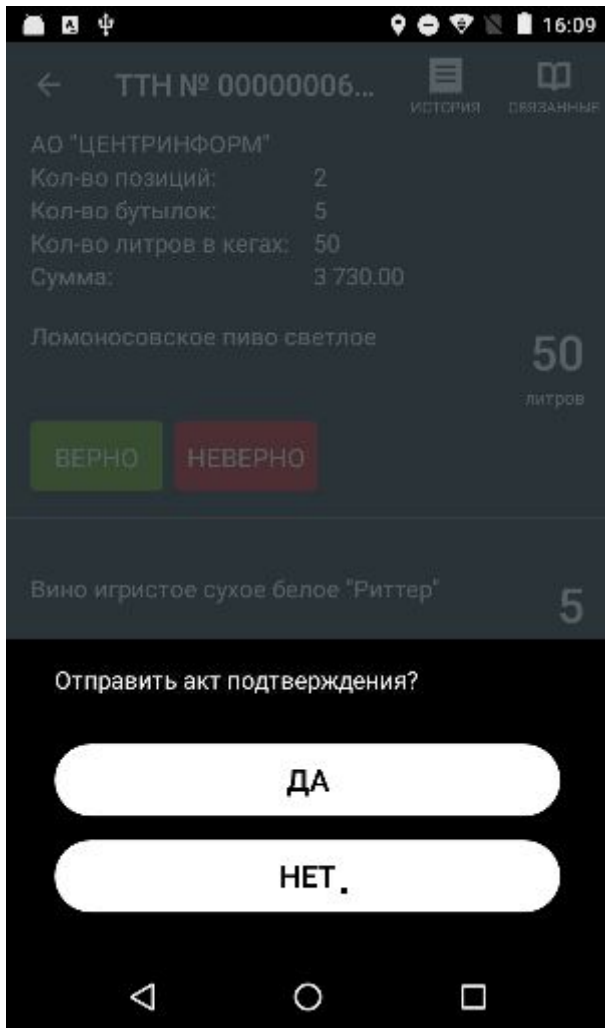 16:09
ТТН № 00000006...
ИСТОРИЯ
СВЯЗАННЫЕ
АО "ЦЕНТРИНФОРМ"
Кол-во позиций: 2
Кол-во бутылок: 5
Кол-во литров в кегах: 50
Сумма: 3 730.00
Ломоносовское пиво светлое
50
литров
ВЕРНО НЕВЕРНО
Вино игристое сухое белое "Риттер"
5
Отправить акт подтверждения?
ДА
НЕТ.